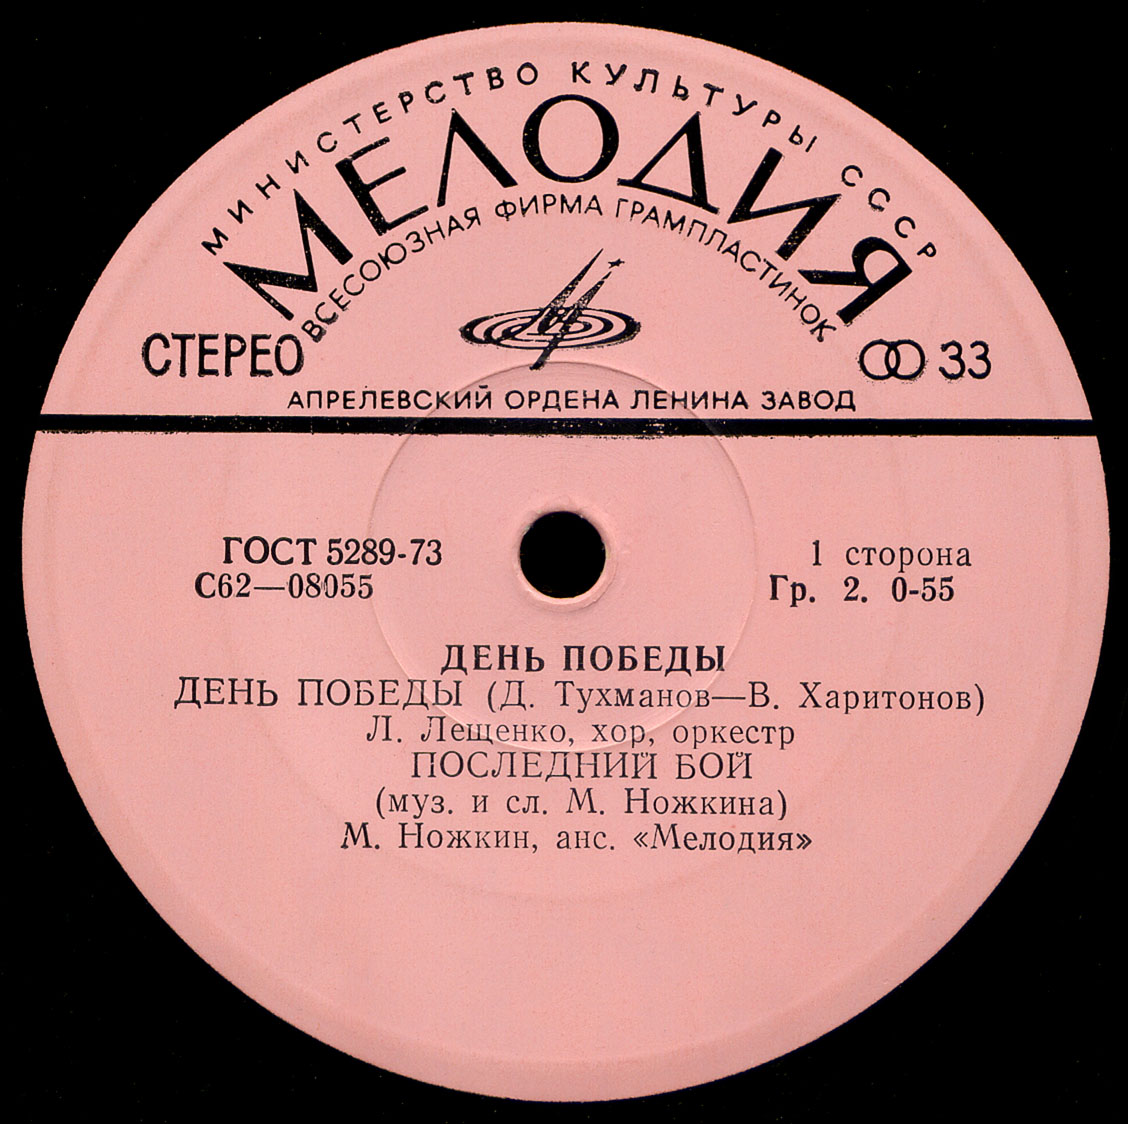 МИНИСТЕРСТВО КУЛЬТУРЫ СССР
МЕЛОДИЯ
ВСЕСОЮЗНАЯ ФИРМА ГРАМПЛАСТИНОК
СТЕРЕО
33
АПРЕЛЕВСКИЙ ОРДЕНА ЛЕНИНА ЗАВОД
ГОСТ 5289-73
С62—08055
1 сторона
Гр. 2. 0-55
ДЕНЬ ПОБЕДЫ
ДЕНЬ ПОБЕДЫ (Д. Тухманов—В. Харитонов)
Л. Лещенко, хор, оркестр
ПОСЛЕДНИЙ БОЙ
(муз. и сл. М. Ножкина)
М. Ножкин, анс. «Мелодия»